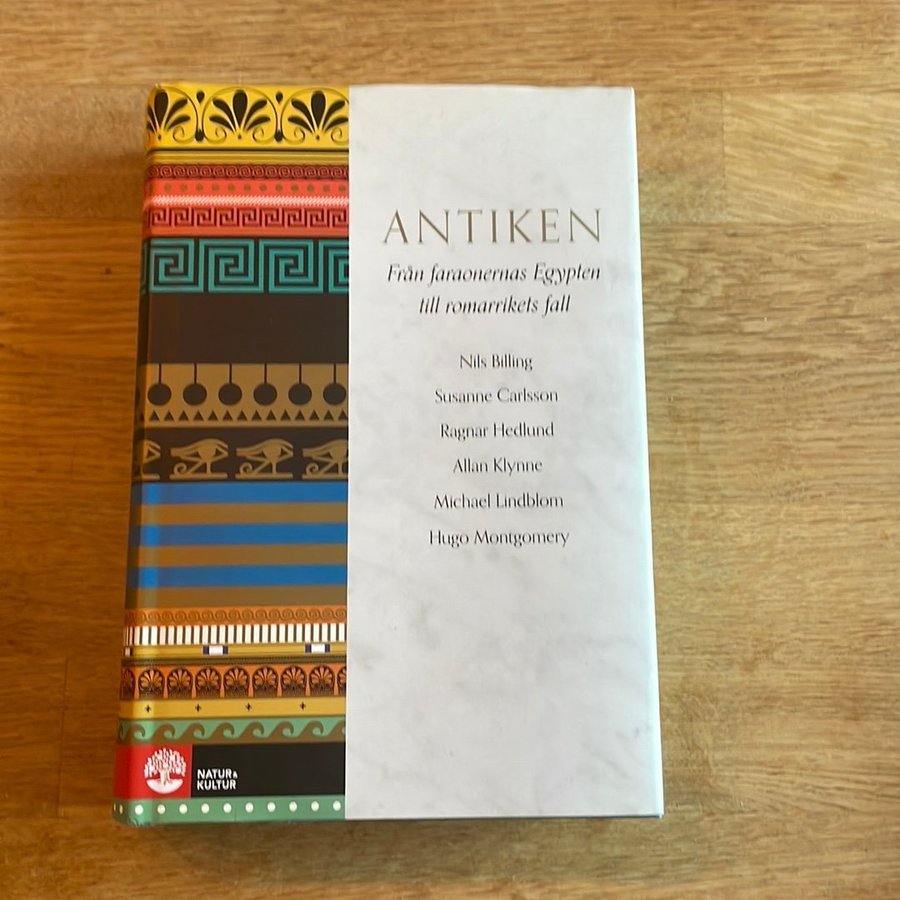 ANTIKEN
Från faraonernas Egypten
till romarrikets fall
Nils Billing
Susanne Carlsson
Ragnar Hedlund
Allan Klynne
Michael Lindblom
Hugo Montgomery
NATUR &
KULTUR